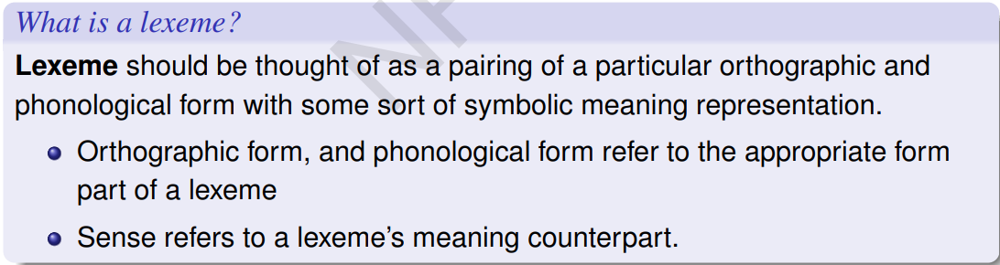 What is a lexeme?
Lexeme should be thought of as a pairing of a particular orthographic and
phonological form with some sort of symbolic meaning representation.
Orthographic form, and phonological form refer to the appropriate form
part of a lexeme
Sense refers to a lexeme's meaning counterpart.